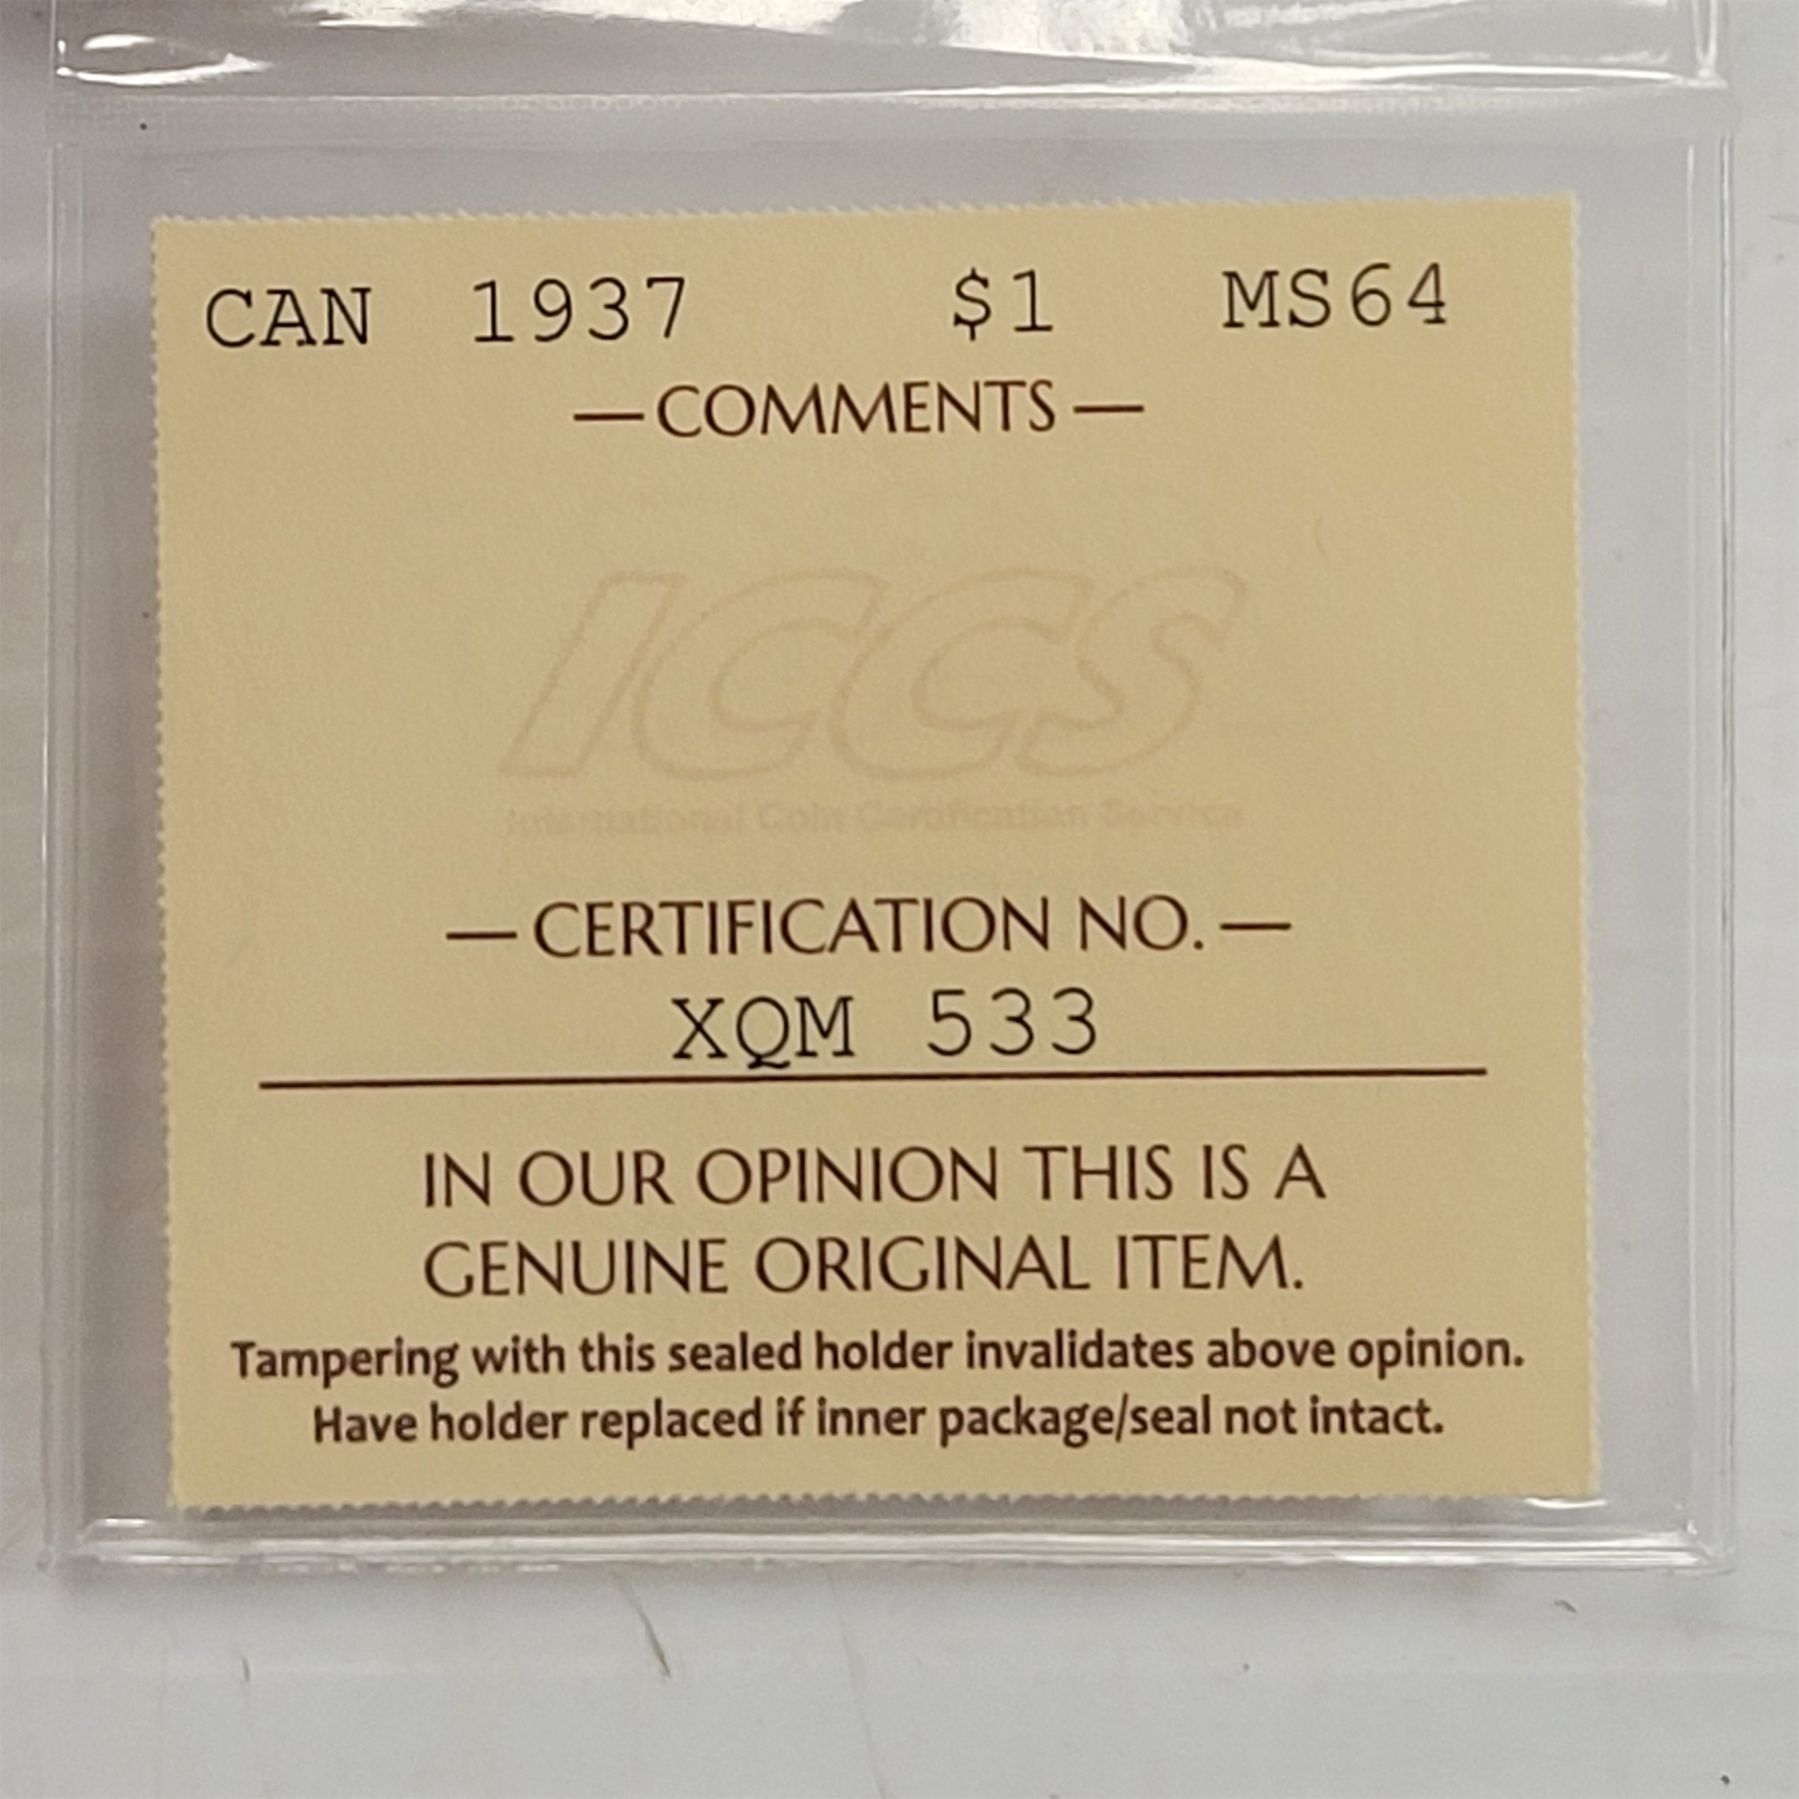 CAN 1937 $1 MS64
— COMMENTS —
ICCS
International Coin Certification Service
— CERTIFICATION NO. —
XQM 533
IN OUR OPINION THIS IS A
GENUINE ORIGINAL ITEM.
Tampering with this sealed holder invalidates above opinion.
Have holder replaced if inner package/seal not intact.